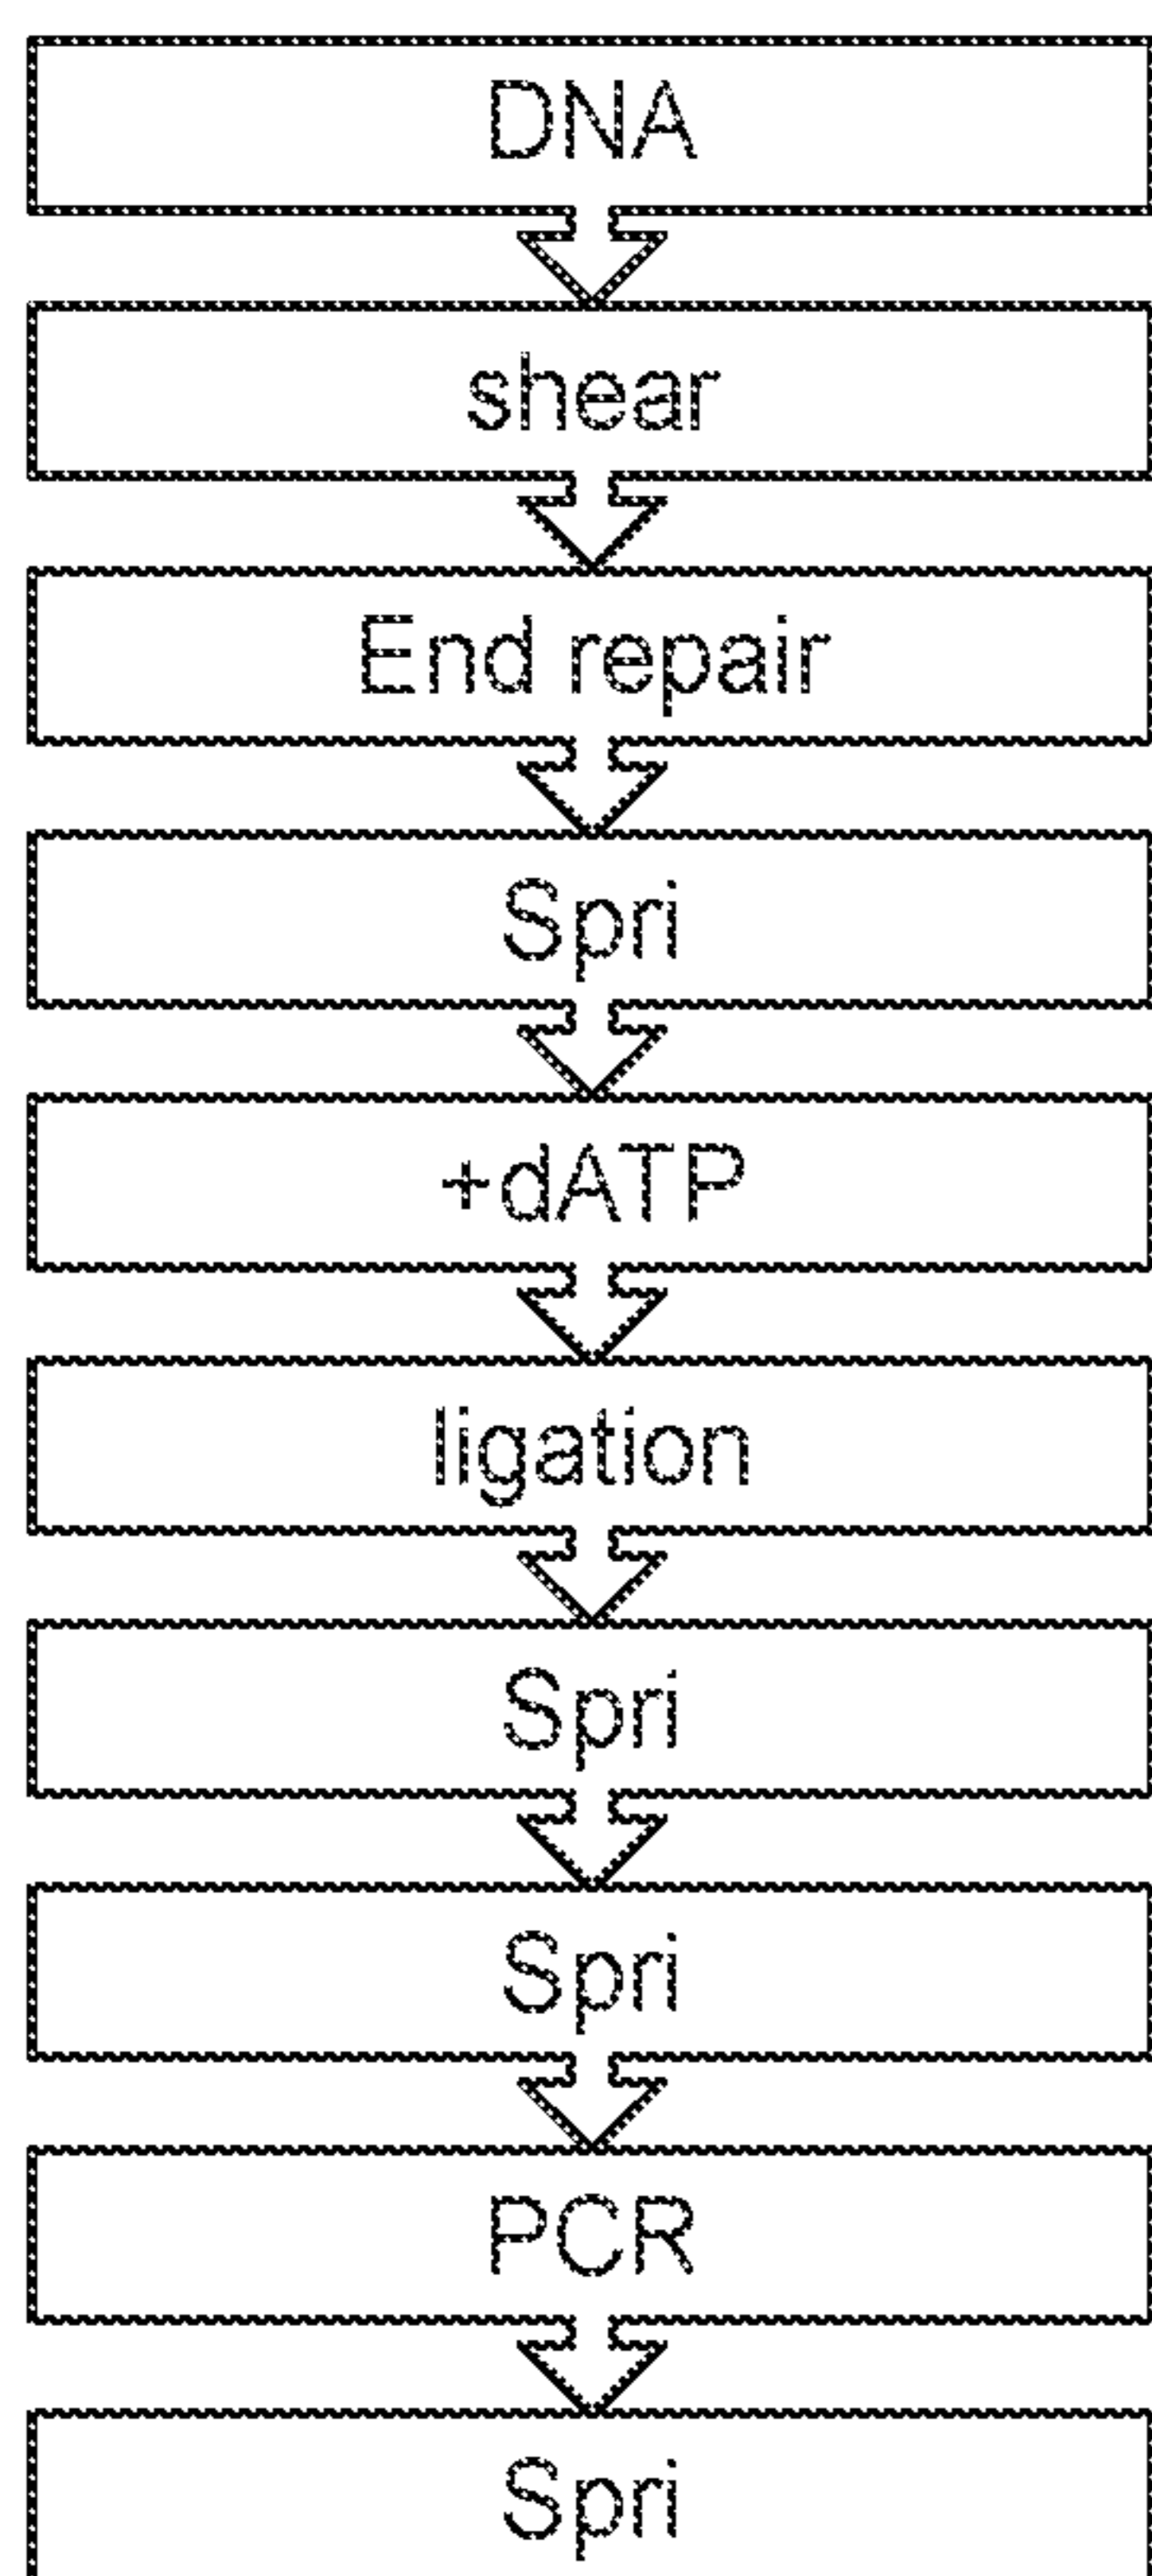 DNA
shear
End repair
Spri
+dATP
ligation
Spri
Spri
PCR
Spri